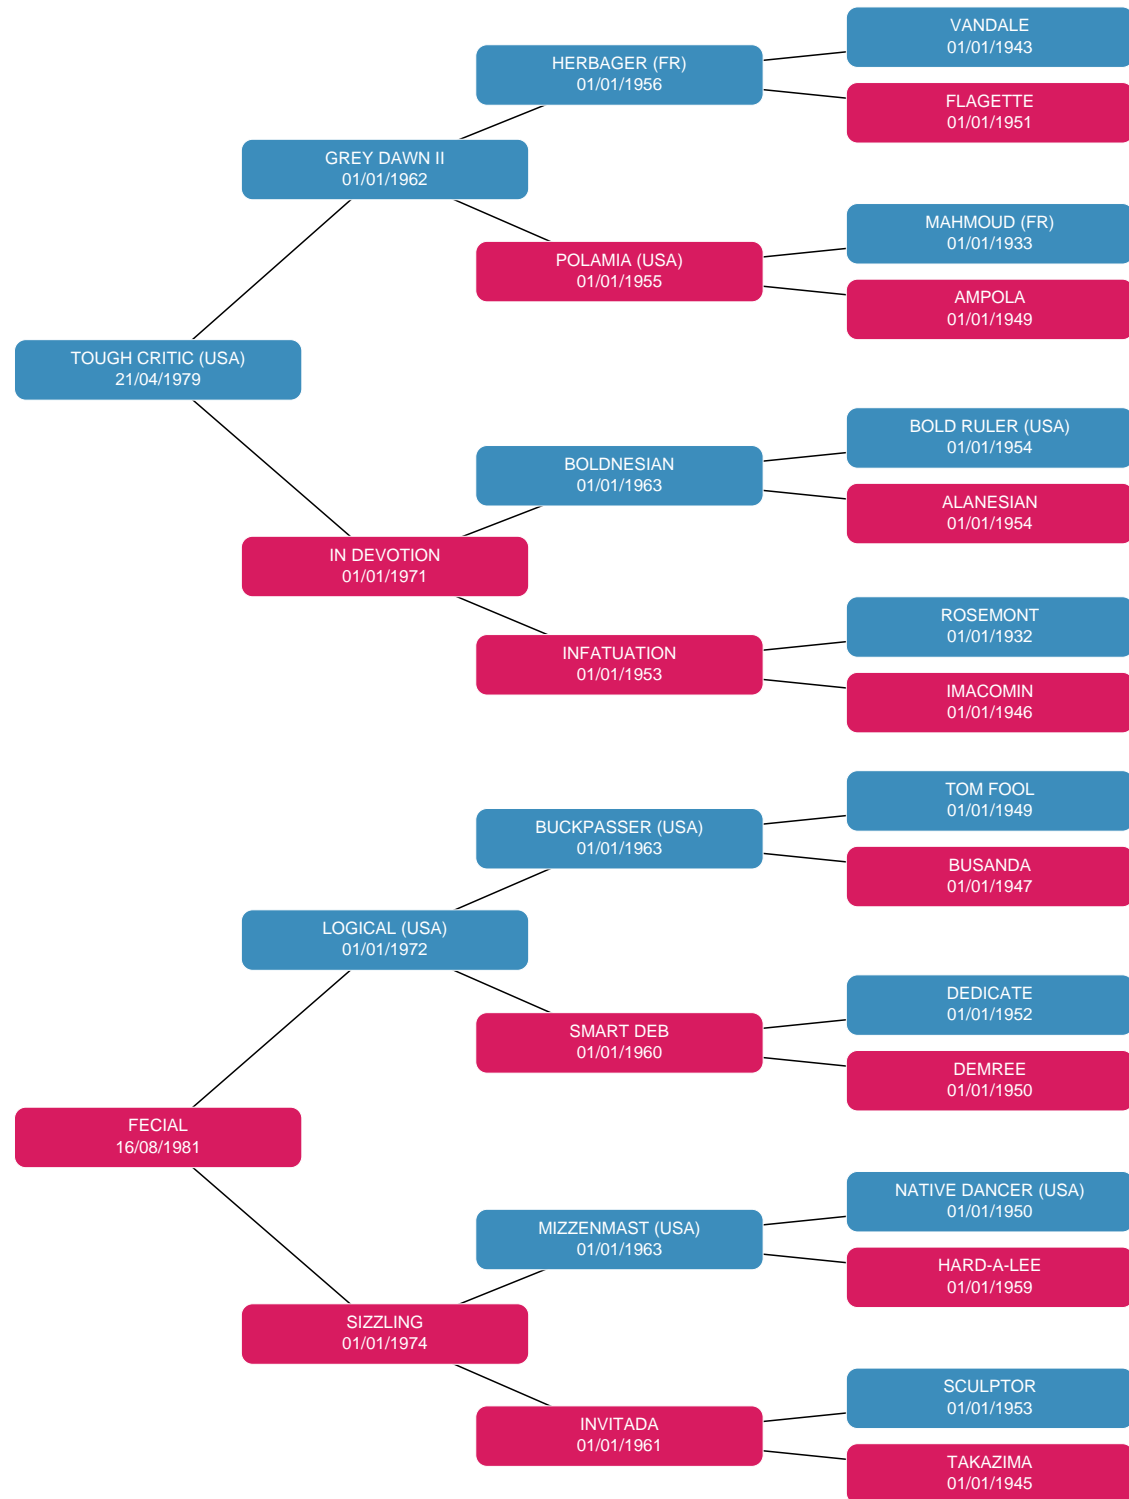 VANDALE
01/01/1943
HERBAGER (FR)
01/01/1956
FLAGETTE
01/01/1951
GREY DAWN II
01/01/1962
MAHMOUD (FR)
01/01/1933
POLAMIA (USA)
01/01/1955
AMPOLA
01/01/1949
TOUGH CRITIC (USA)
21/04/1979
BOLD RULER (USA)
01/01/1954
BOLDNESIAN
01/01/1963
ALANESIAN
01/01/1954
IN DEVOTION
01/01/1971
ROSEMONT
01/01/1932
INFATUATION
01/01/1953
IMACOMIN
01/01/1946
TOM FOOL
01/01/1949
BUCKPASSER (USA)
01/01/1963
BUSANDA
01/01/1947
LOGICAL (USA)
01/01/1972
DEDICATE
01/01/1952
SMART DEB
01/01/1960
DEMREE
01/01/1950
FECIAL
16/08/1981
NATIVE DANCER (USA)
01/01/1950
MIZZENMAST (USA)
01/01/1963
HARD-A-LEE
01/01/1959
SIZZLING
01/01/1974
SCULPTOR
01/01/1953
INVITADA
01/01/1961
TAKAZIMA
01/01/1945